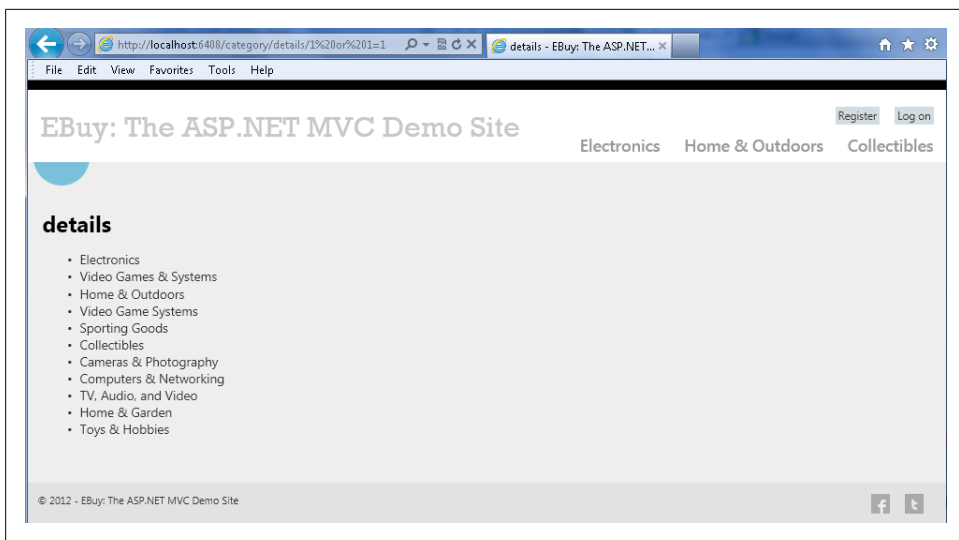 http://localhost:6408/category/details/1%20or%201=1
details - EBuy: The ASP.NET...
File Edit View Favorites Tools Help
Register Log on
EBuy: The ASP.NET MVC Demo Site
Electronics Home & Outdoors Collectibles
details
• Electronics
• Video Games & Systems
• Home & Outdoors
• Video Game Systems
• Sporting Goods
• Collectibles
• Cameras & Photography
• Computers & Networking
• TV, Audio, and Video
• Home & Garden
• Toys & Hobbies
© 2012 - EBuy: The ASP.NET MVC Demo Site